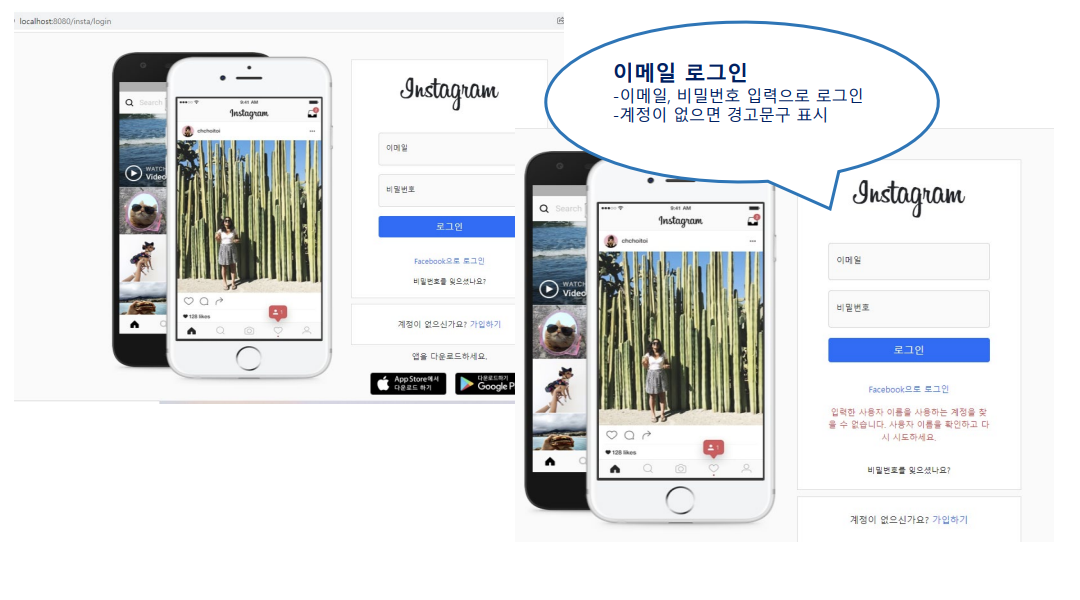 localhost:8080/insta/login
이메일 로그인
-이메일, 비밀번호 입력으로 로그인
-계정이 없으면 경고문구 표시
Search
WATCH
Video
9:41 AM
Instagram
chchoitoi
128 likes
1
Instagram
이메일
비밀번호
로그인
Facebook으로 로그인
비밀번호를 잊으셨나요?
계정이 없으신가요? 가입하기
앱을 다운로드하세요.
App Store에서
다운로드 하기
다운로드하기
Google P
Search
WATCH
Video
9:41 AM
Instagram
chchoitoi
128 likes
1
Instagram
이메일
비밀번호
로그인
Facebook으로 로그인
입력한 사용자 이름을 사용하는 계정을 찾
을 수 없습니다. 사용자 이름을 확인하고 다
시 시도하세요.
비밀번호를 잊으셨나요?
계정이 없으신가요? 가입하기